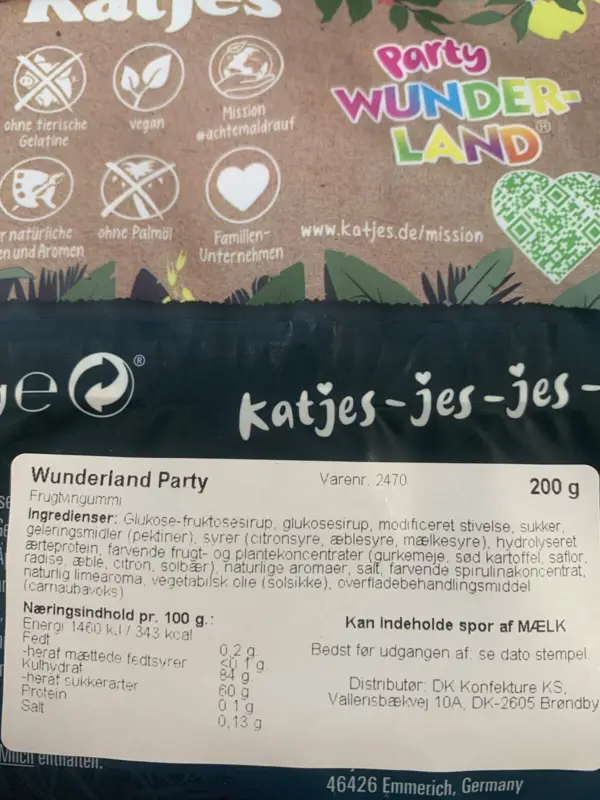 Katjes
Party
WUNDER-
LAND®
ohne tierische
Gelatine
vegan
Mission
#achtemaldrauf
natürliche
en und Aromen
ohne Palmöl
Familien-
Unternehmen
www.katjes.de/mission
e ®
katjes-jes-jes-
Wunderland Party
Varenr. 2470
200 g
Frugtvingummi
Ingredienser: Glukose-fruktosesirup, glukosesirup, modificeret stivelse, sukker,
geleringsmidler (pektiner), syrer (citronsyre, æblesyre, mælkesyre), hydrolyseret
ærteprotein, farvende frugt- og plantekoncentrater (gurkemeje, sød kartoffel, saflor,
radise, æble, citron, solbær), naturlige aromaer, salt, farvende spirulinakoncentrat,
naturlig limearoma, vegetabilsk olie (solsikke), overfladebehandlingsmiddel
(carnaubavoks)
Næringsindhold pr. 100 g.:
Energi 1460 kJ / 343 kcal
Fedt 0,2 g
-heraf mættede fedtsyrer <0,1 g
Kulhydrat 84 g
-heraf sukkerarter 60 g
Protein 0,1 g
Salt 0,13 g
Kan indeholde spor af MÆLK
Bedst før udgangen af: se dato stempel.
Distributør: DK Konfekture KS,
Vallensbækvej 10A, DK-2605 Brøndby
Milch enthalten.
46426 Emmerich, Germany